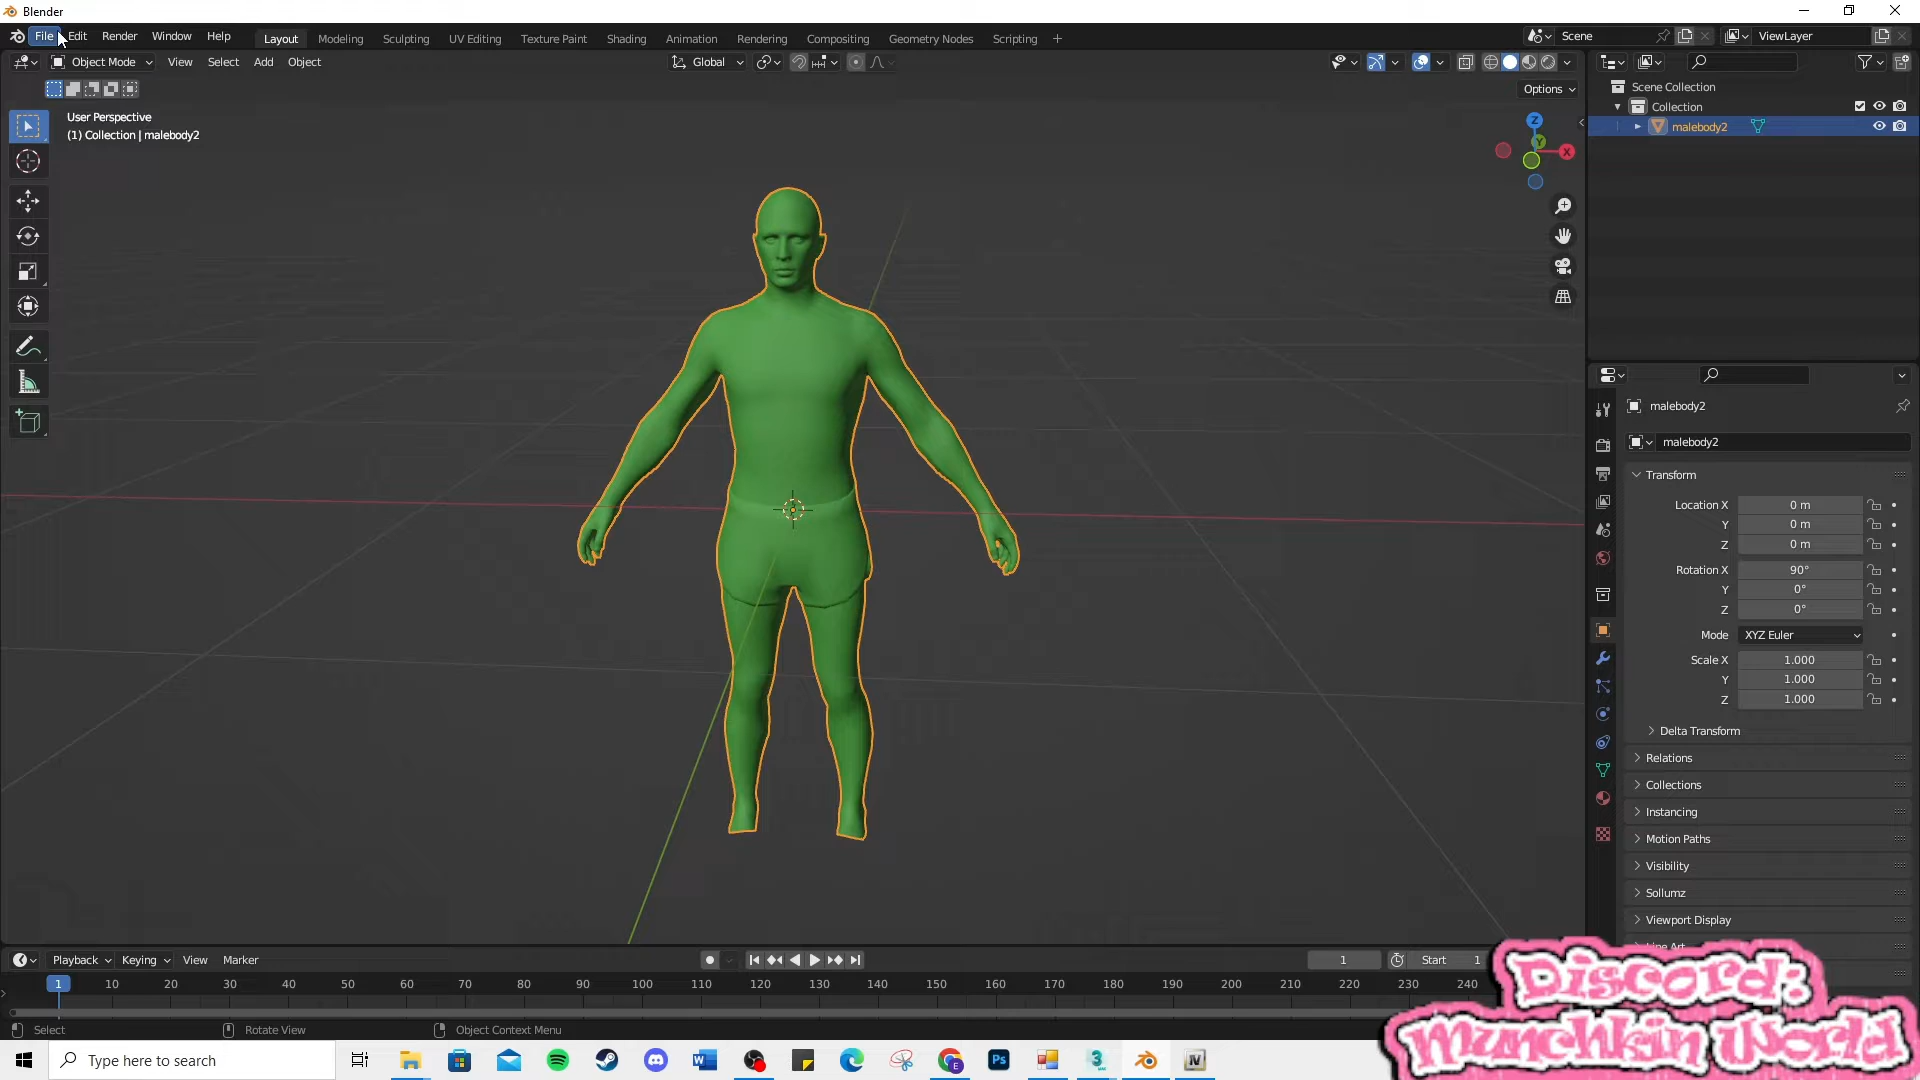 Blender
File Edit Render Window Help Layout Modeling Sculpting UV Editing Texture Paint Shading Animation Rendering Compositing Geometry Nodes Scripting + Scene ViewLayer
Object Mode View Select Add Object Global
Options
User Perspective
(1) Collection | malebody2
Z
Y
X
Scene Collection
Collection
malebody2
malebody2
malebody2
Transform
Location X 0 m
Y 0 m
Z 0 m
Rotation X 90°
Y 0°
Z 0°
Mode XYZ Euler
Scale X 1.000
Y 1.000
Z 1.000
Delta Transform
Relations
Collections
Instancing
Motion Paths
Visibility
Sollumz
Viewport Display
Line Art
Playback Keying View Marker 1 Start 1
1 10 20 30 40 50 60 70 80 90 100 110 120 130 140 150 160 170 180 190 200 210 220 230 240
Select Rotate View Object Context Menu
Discord:
Munchkin World
Type here to search